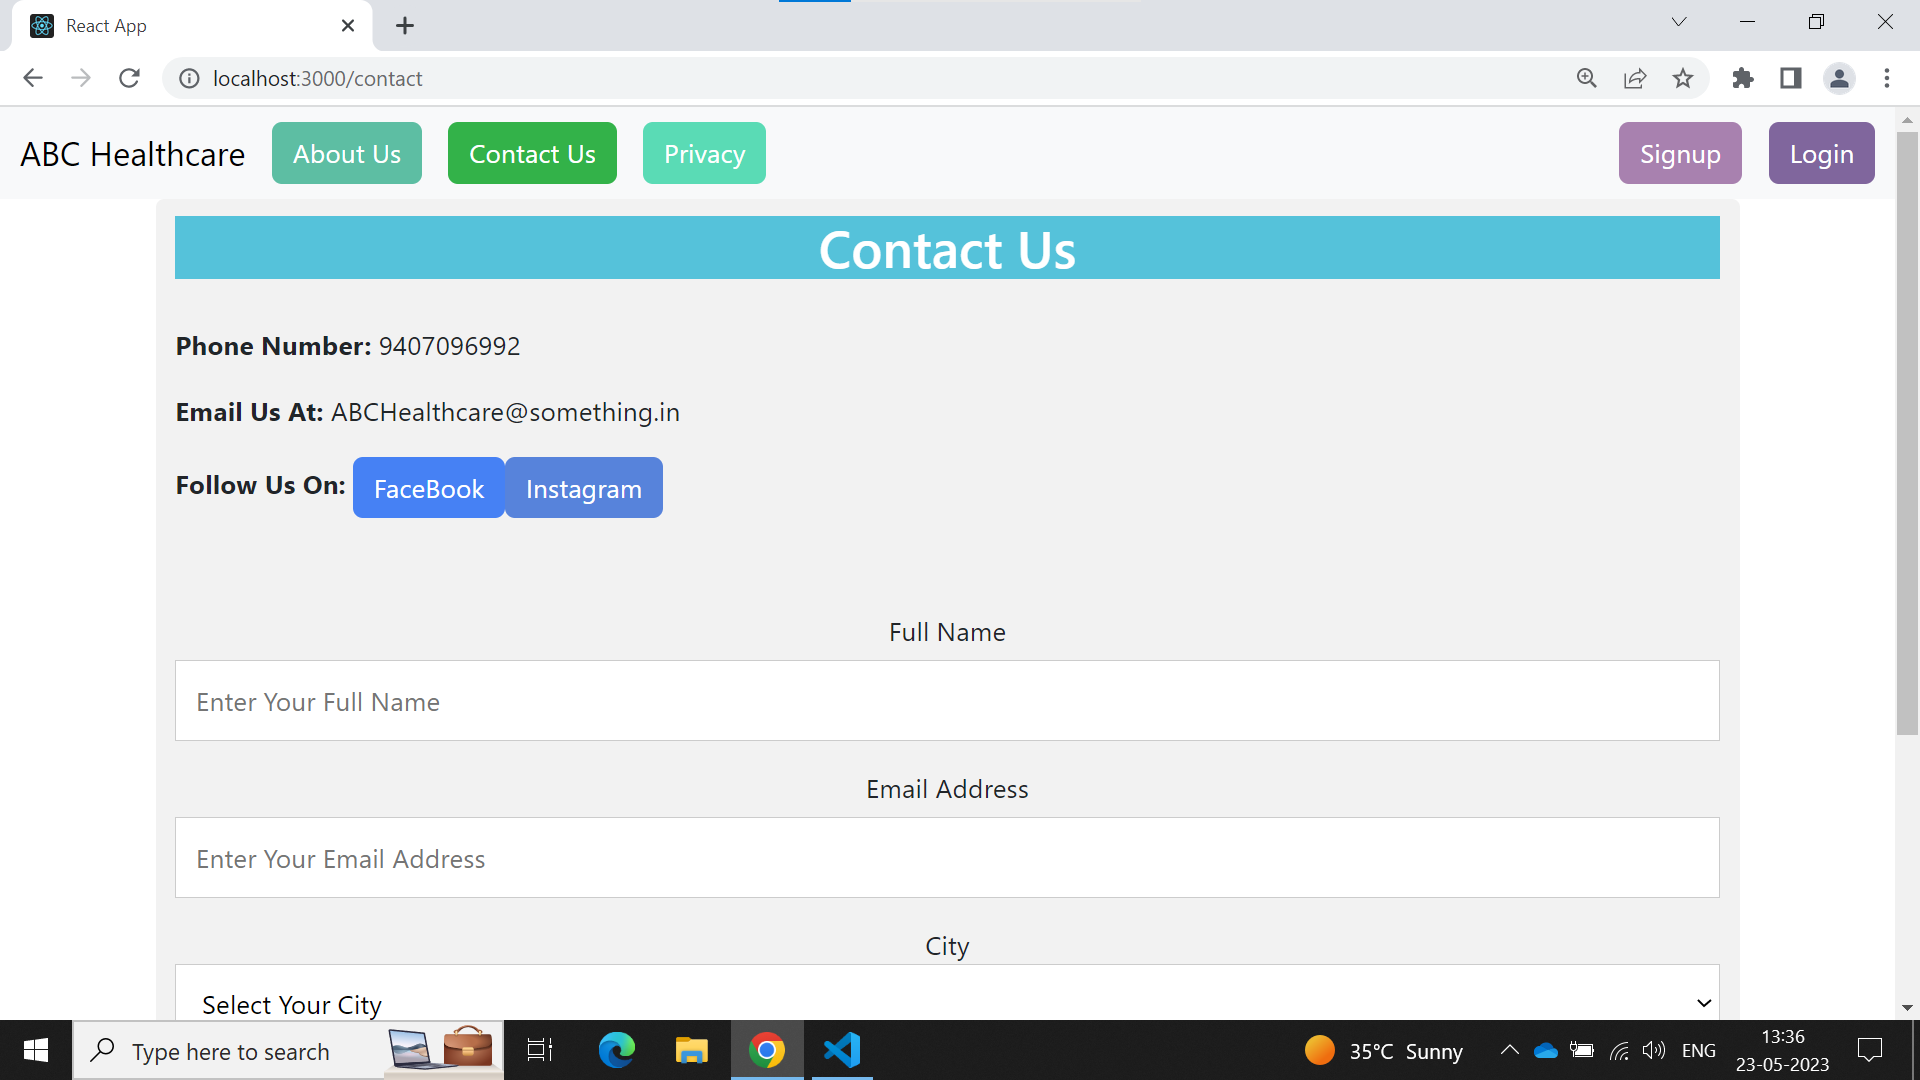 React App
localhost:3000/contact
ABC Healthcare About Us Contact Us Privacy Signup Login
Contact Us
Phone Number: 9407096992
Email Us At: ABCHealthcare@something.in
Follow Us On: FaceBook Instagram
Full Name
Enter Your Full Name
Email Address
Enter Your Email Address
City
Select Your City
Type here to search 35°C Sunny ENG 13:36
23-05-2023